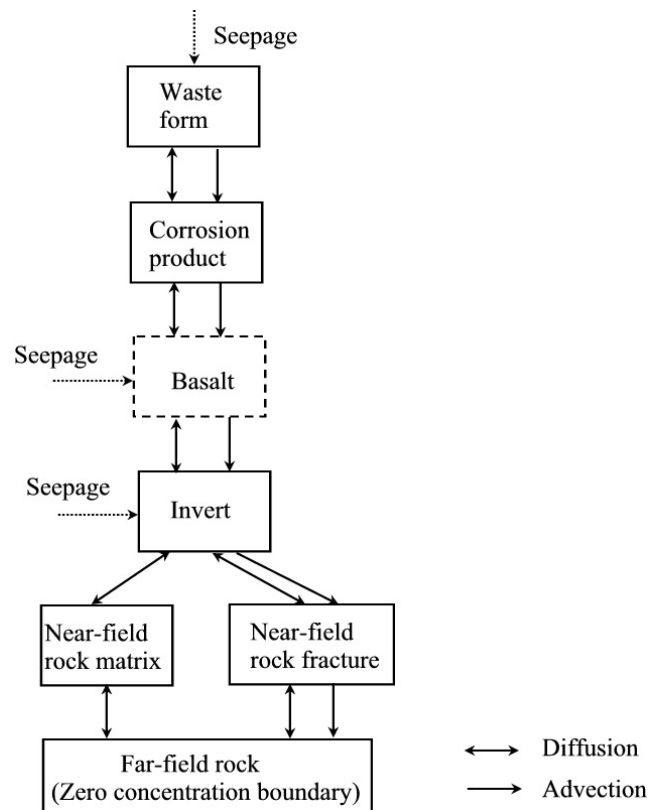 Seepage
Waste
form
Corrosion
product
Seepage
Basalt
Seepage
Invert
Near-field
rock matrix
Near-field
rock fracture
Far-field rock
(Zero concentration boundary)
Diffusion
Advection